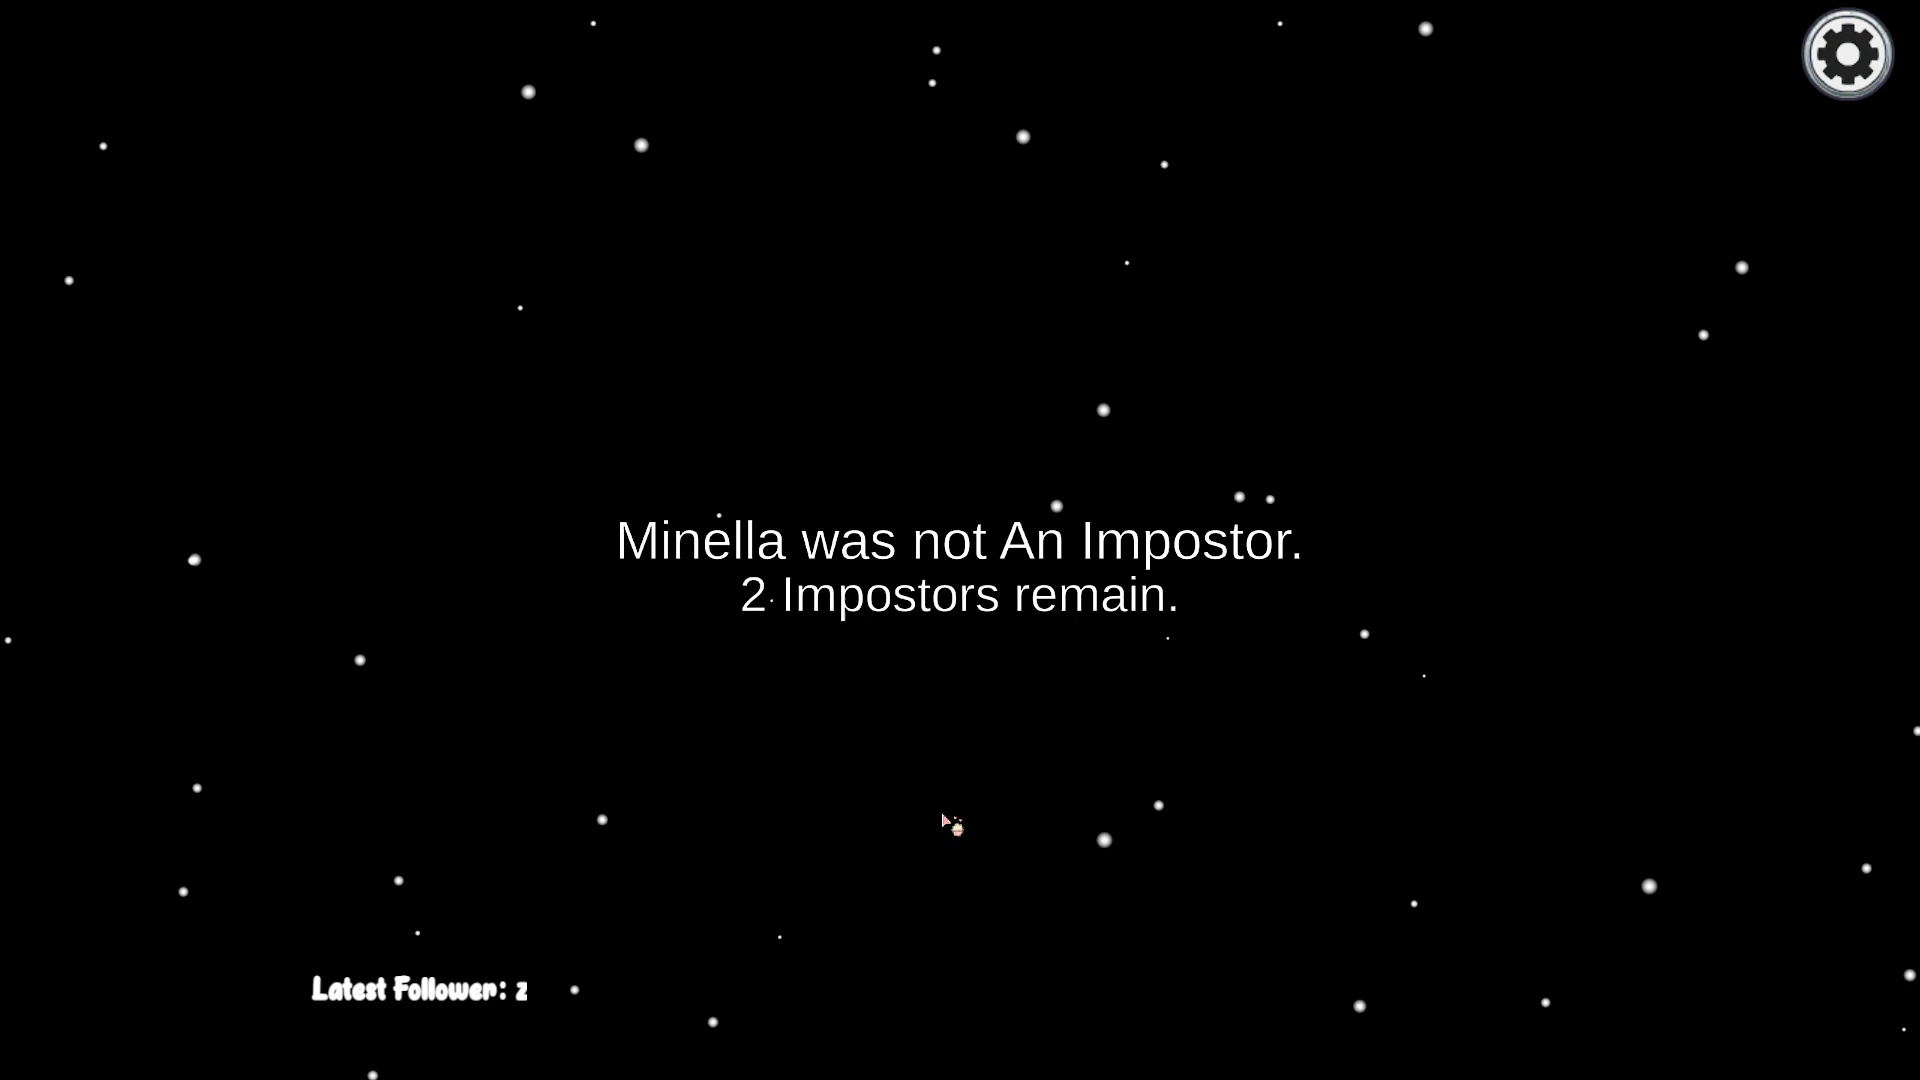 Minella was not An Impostor.
2 Impostors remain.
Latest Follower: z